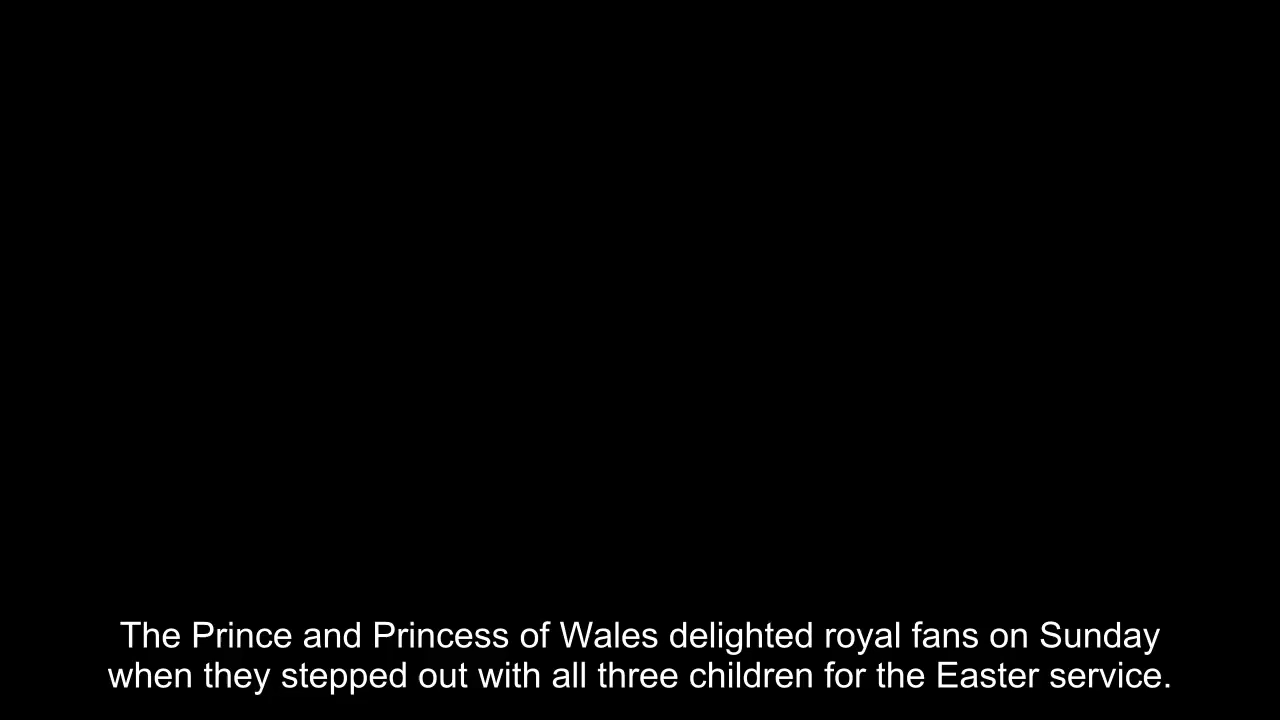 The Prince and Princess of Wales delighted royal fans on Sunday
when they stepped out with all three children for the Easter service.